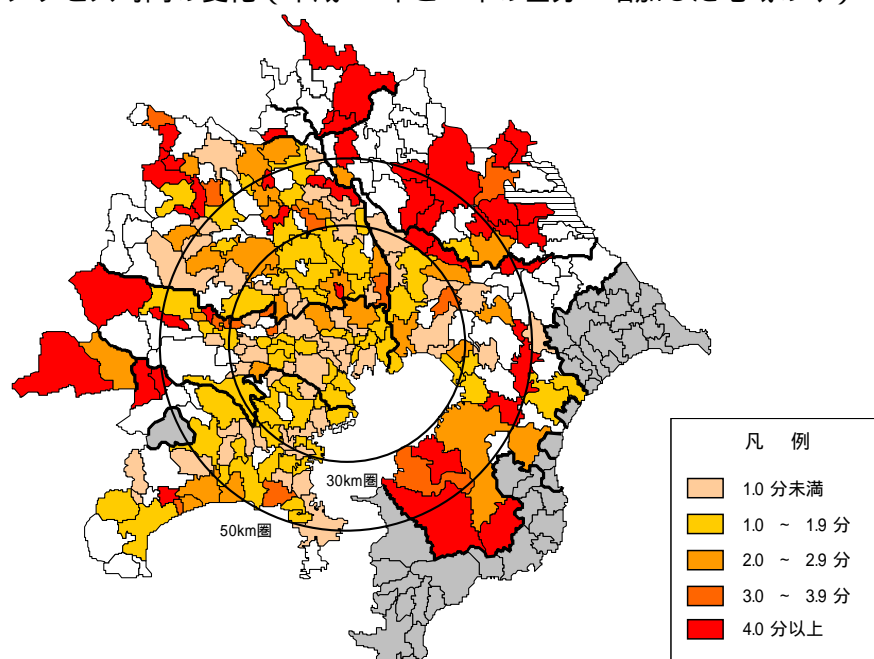 30km圏
50km圏
凡 例
1.0 分未満
1.0 ~ 1.9 分
2.0 ~ 2.9 分
3.0 ~ 3.9 分
4.0 分以上